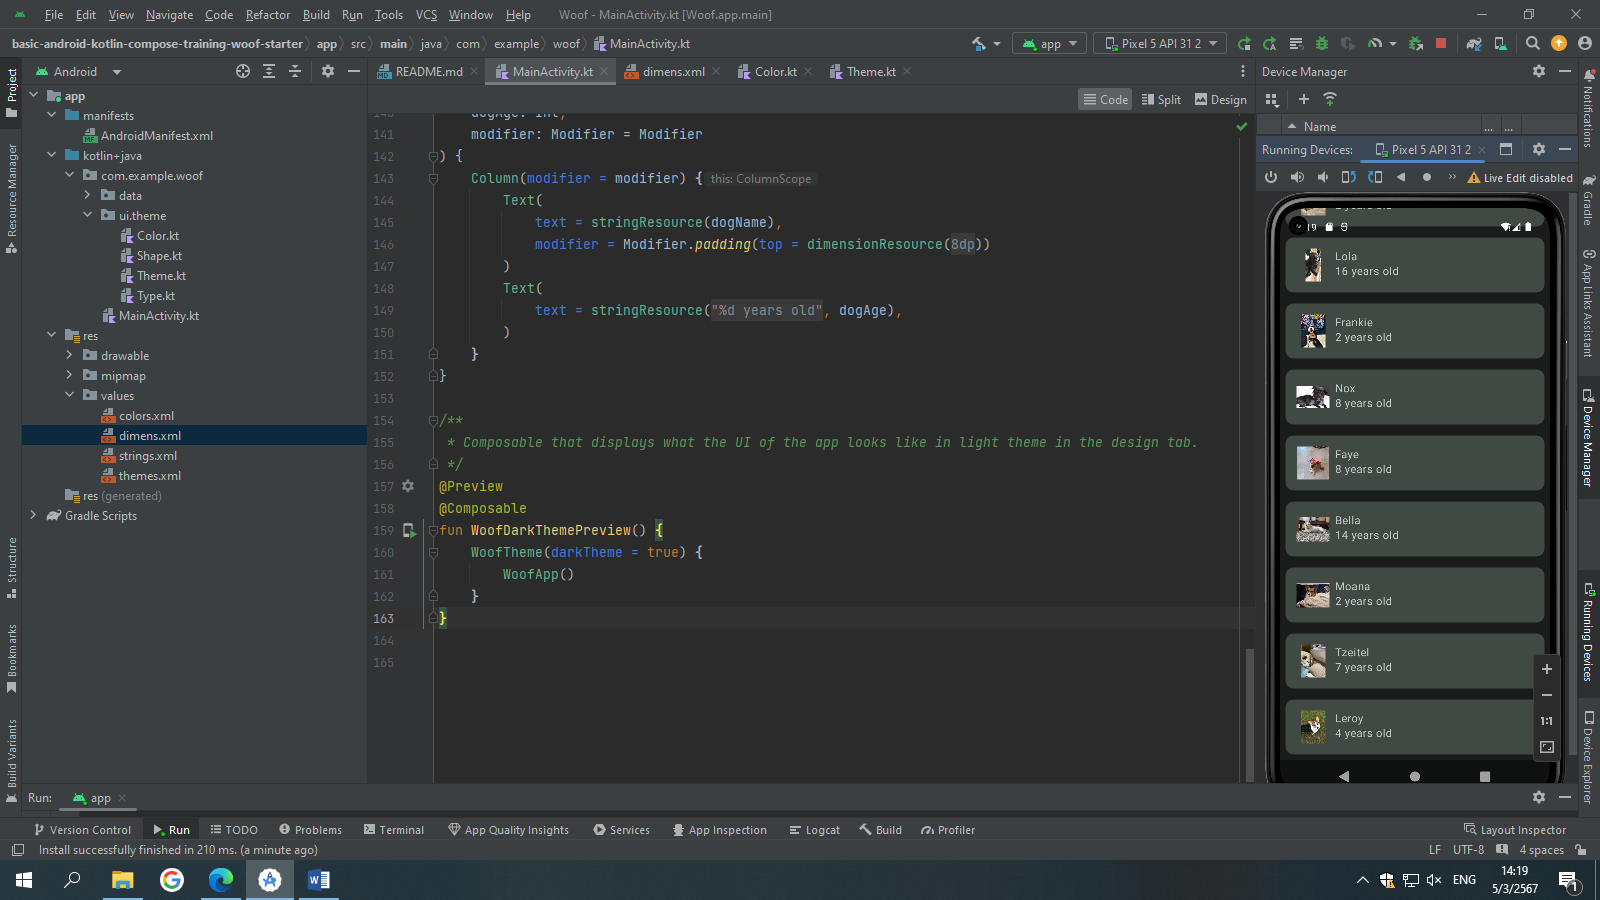 File Edit View Navigate Code Refactor Build Run Tools VCS Window Help Woof - MainActivity.kt [Woof.app.main]
basic-android-kotlin-compose-training-woof-starter app src main java com example woof MainActivity.kt app Pixel 5 API 31 2
Android
README.md MainActivity.kt dimens.xml Color.kt Theme.kt
Device Manager
Code Split Design
Name ... ...
Running Devices: Pixel 5 API 31 2
Live Edit disabled
Project
Resource Manager
Structure
Bookmarks
Build Variants
app
manifests
AndroidManifest.xml
kotlin+java
com.example.woof
data
ui.theme
Color.kt
Shape.kt
Theme.kt
Type.kt
MainActivity.kt
res
drawable
mipmap
values
colors.xml
dimens.xml
strings.xml
themes.xml
res (generated)
Gradle Scripts
140 dogAge: Int,
141 modifier: Modifier = Modifier
142 ) {
143 Column(modifier = modifier) { this: ColumnScope
144 Text(
145 text = stringResource(dogName),
146 modifier = Modifier.padding(top = dimensionResource(8dp))
147 )
148 Text(
149 text = stringResource("%d years old", dogAge),
150 )
151 }
152 }
153
154 /**
155 * Composable that displays what the UI of the app looks like in light theme in the design tab.
156 */
157 @Preview
158 @Composable
159 fun WoofDarkThemePreview() {
160 WoofTheme(darkTheme = true) {
161 WoofApp()
162 }
163 }
164
165
2 years old
19
Lola
16 years old
Frankie
2 years old
Nox
8 years old
Faye
8 years old
Bella
14 years old
Moana
2 years old
Tzeitel
7 years old
Leroy
4 years old
1:1
Notifications
Gradle
App Links Assistant
Device Manager
Running Devices
Device Explorer
Run: app
Version Control Run TODO Problems Terminal App Quality Insights Services App Inspection Logcat Build Profiler Layout Inspector
Install successfully finished in 210 ms. (a minute ago) LF UTF-8 4 spaces
ENG 14:19
5/3/2567
1